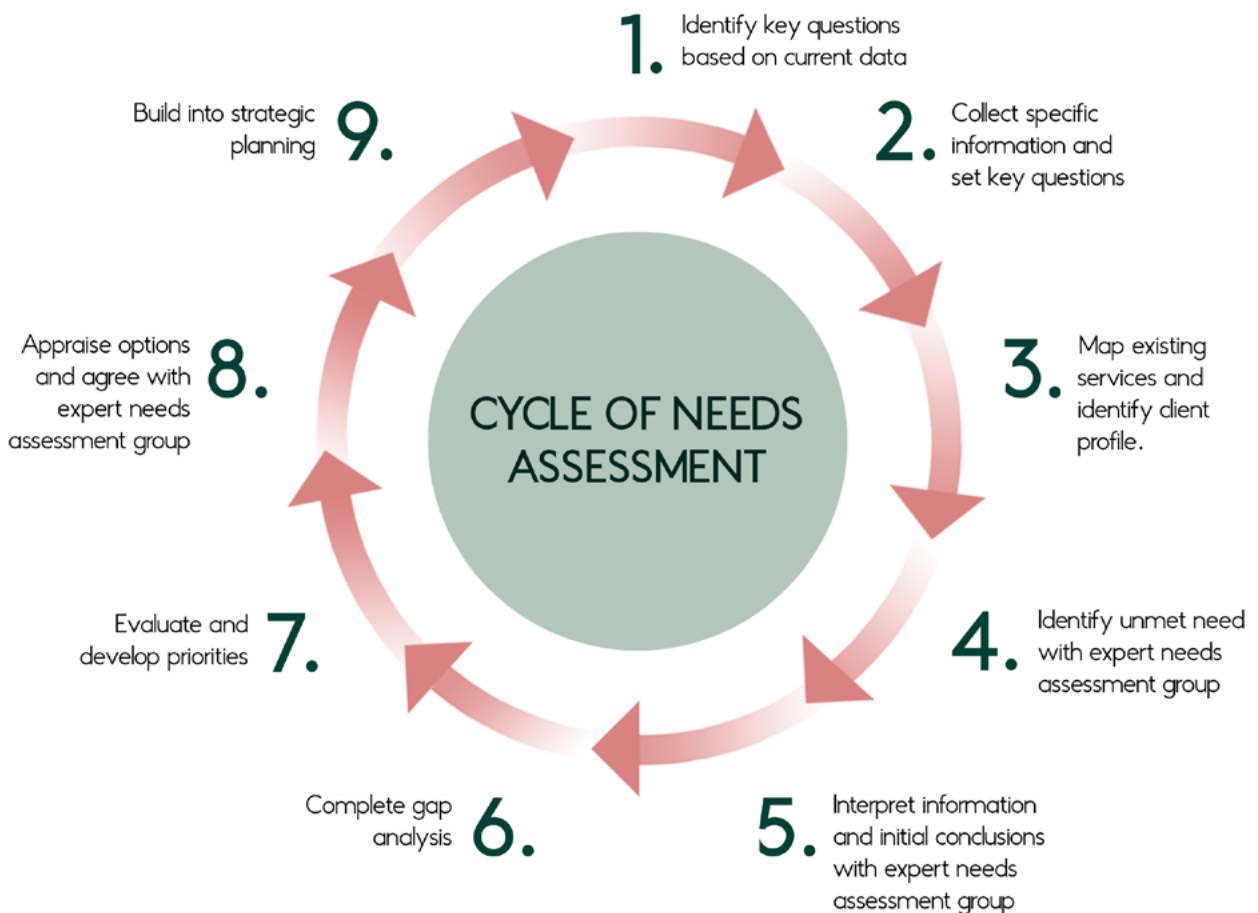 1. Identify key questions
based on current data
2. Collect specific
information and
set key questions
3. Map existing
services and
identify client
profile.
4. Identify unmet need
with expert needs
assessment group
5. Interpret information
and initial conclusions
with expert needs
assessment group
6. Complete gap
analysis
7. Evaluate and
develop priorities
8. Appraise options
and agree with
expert needs
assessment group
9. Build into strategic
planning
CYCLE OF NEEDS
ASSESSMENT